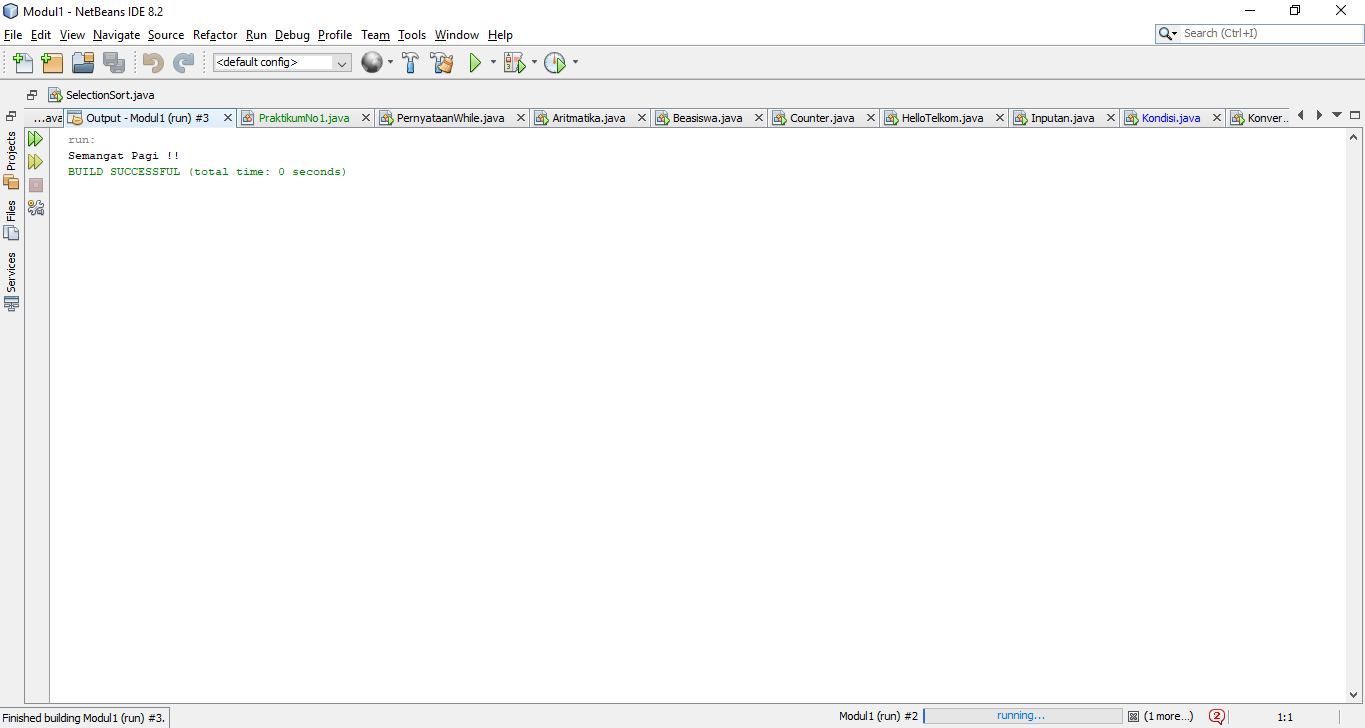 Modul1 - NetBeans IDE 8.2
File Edit View Navigate Source Refactor Run Debug Profile Team Tools Window Help
Search (Ctrl+I)
<default config>
SelectionSort.java
...ava Output - Modul1 (run) #3 PraktikumNo1.java PernyataanWhile.java Aritmatika.java Beasiswa.java Counter.java HelloTelkom.java Inputan.java Kondisi.java Konver...
Projects
Files
Services
run:
Semangat Pagi !!
BUILD SUCCESSFUL (total time: 0 seconds)
Finished building Modul1 (run) #3.
Modul1 (run) #2 running... (1 more...) 2 1:1